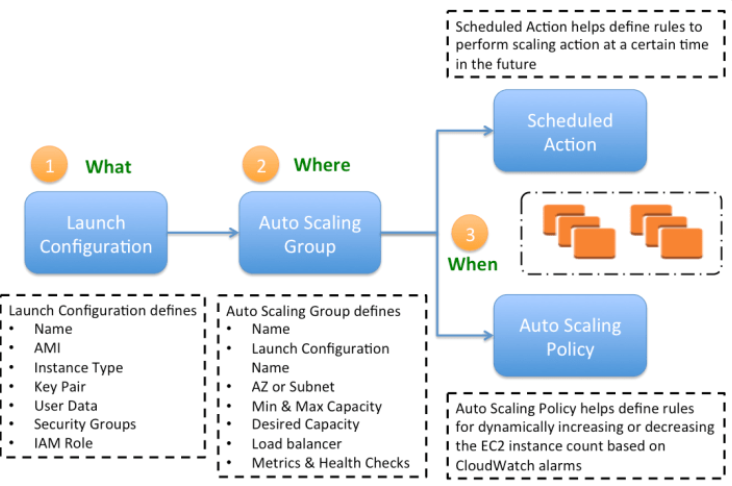 Scheduled Action helps define rules to
perform scaling action at a certain time
in the future
Scheduled
Action
1
What
2
Where
Launch
Configuration
Auto Scaling
Group
3
When
Auto Scaling
Policy
Launch Configuration defines
• Name
• AMI
• Instance Type
• Key Pair
• User Data
• Security Groups
• IAM Role
Auto Scaling Group defines
• Name
• Launch Configuration
Name
• AZ or Subnet
• Min & Max Capacity
• Desired Capacity
• Load balancer
• Metrics & Health Checks
Auto Scaling Policy helps define rules
for dynamically increasing or decreasing
the EC2 instance count based on
CloudWatch alarms